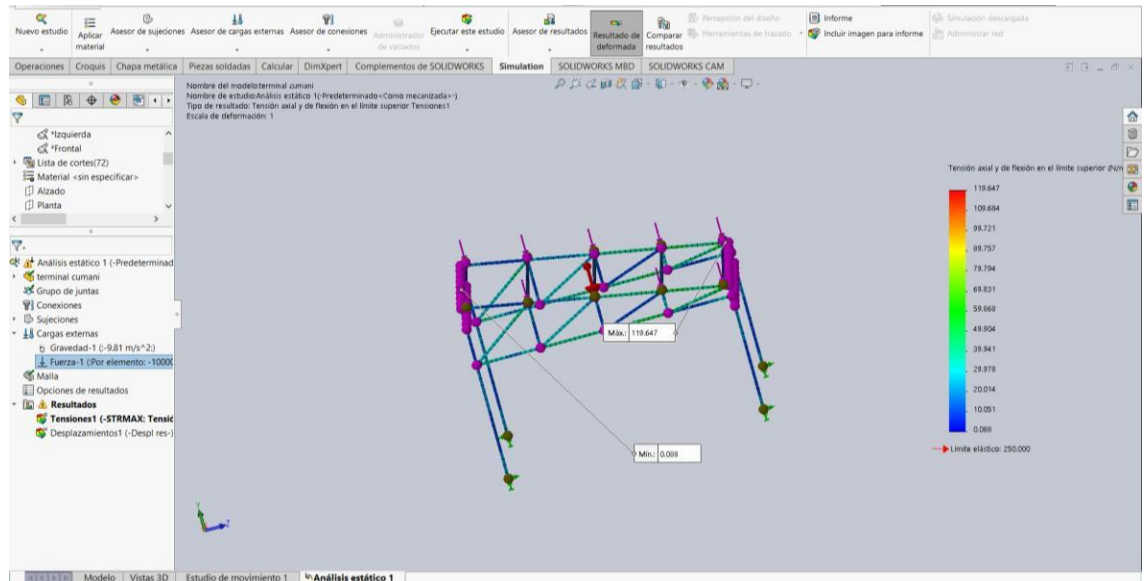 Nuevo estudio
Aplicar material
Asesor de sujeciones
Asesor de cargas externas
Asesor de conexiones
Administrador de vaciados
Ejecutar este estudio
Asesor de resultados
Resultado de deformada
Comparar resultados
Percepción del diseño
Herramientas de trazado
Informe
Incluir imagen para informe
Simulación descargada
Administrar red
Operaciones Croquis Chapa metálica Piezas soldadas Calcular DimXpert Complementos de SOLIDWORKS Simulation SOLIDWORKS MBD SOLIDWORKS CAM
Nombre del modelo:terminal cumani
Nombre de estudio:Análisis estático 1(-Predeterminado<Como mecanizada>-)
Tipo de resultado: Tensión axial y de flexión en el límite superior Tensiones1
Escala de deformación: 1
*Izquierda
*Frontal
Lista de cortes(72)
Material <sin especificar>
Alzado
Planta
Análisis estático 1 (-Predeterminad
terminal cumani
Grupo de juntas
Conexiones
Sujeciones
Cargas externas
Gravedad-1 (:-9.81 m/s^2:)
Fuerza-1 (:Por elemento: -1000
Malla
Opciones de resultados
Resultados
Tensiones1 (-STRMAX: Tensió
Desplazamientos1 (-Despl res-)
Máx.: 119.647
Mín.: 0.088
Tensión axial y de flexión en el límite superior (N/m
119.647
109.684
99.721
89.757
79.794
69.831
59.868
49.904
39.941
29.978
20.014
10.051
0.088
Límite elástico: 250.000
Y
Z
Modelo Vistas 3D Estudio de movimiento 1 Análisis estático 1